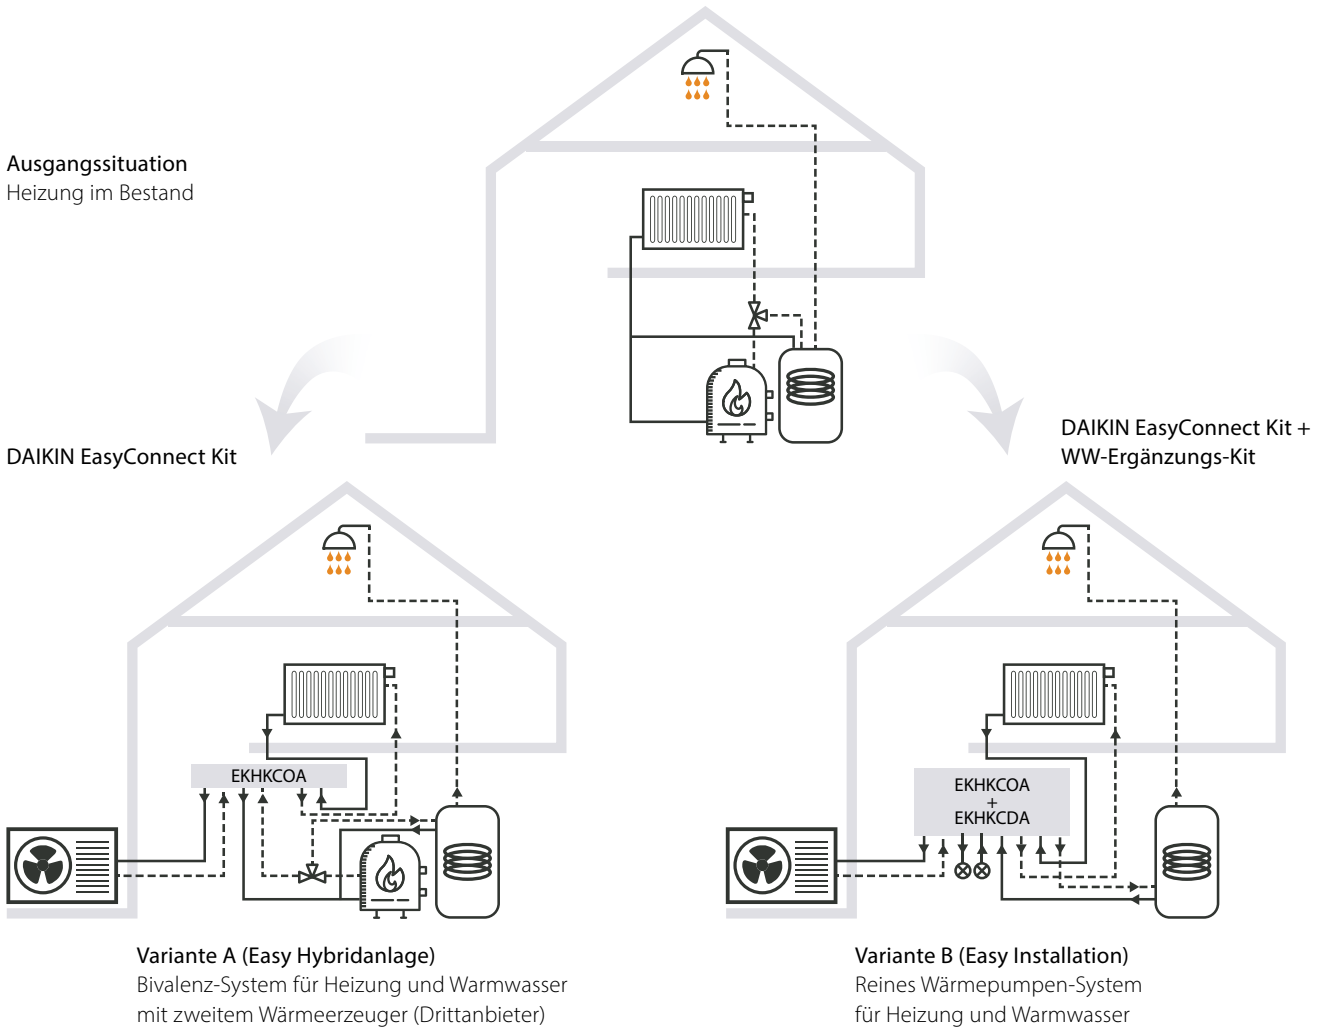 Ausgangssituation
Heizung im Bestand
DAIKIN EasyConnect Kit
DAIKIN EasyConnect Kit +
WW-Ergänzungs-Kit
EKHKCOA
EKHKCOA
+
EKHKCDA
Variante A (Easy Hybridanlage)
Bivalenz-System für Heizung und Warmwasser
mit zweitem Wärmeerzeuger (Drittanbieter)
Variante B (Easy Installation)
Reines Wärmepumpen-System
für Heizung und Warmwasser